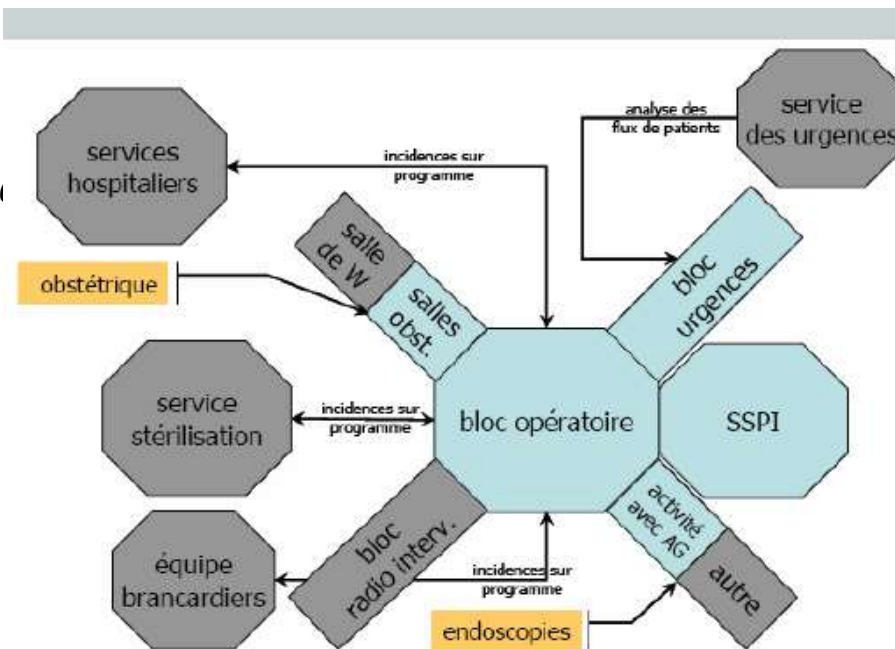 service
des urgences
analyse des
flux de patients
services
hospitaliers
incidences sur
programme
salle
de W
salles
obst.
bloc
urgences
obstétrique
service
stérilisation
incidences sur
programme
bloc opératoire
SSPI
bloc
radio interv.
activité
avec AG
autre
équipe
brancardiers
incidences sur
programme
endoscopies